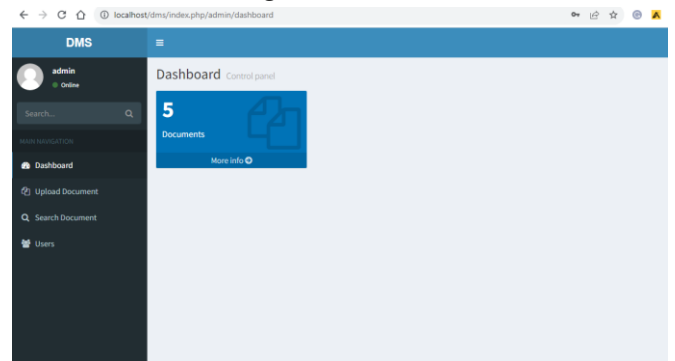 localhost/dms/index.php/admin/dashboard
DMS
admin
Online
Search...
MAIN NAVIGATION
Dashboard
Upload Document
Search Document
Users
Dashboard Control panel
5
Documents
More info